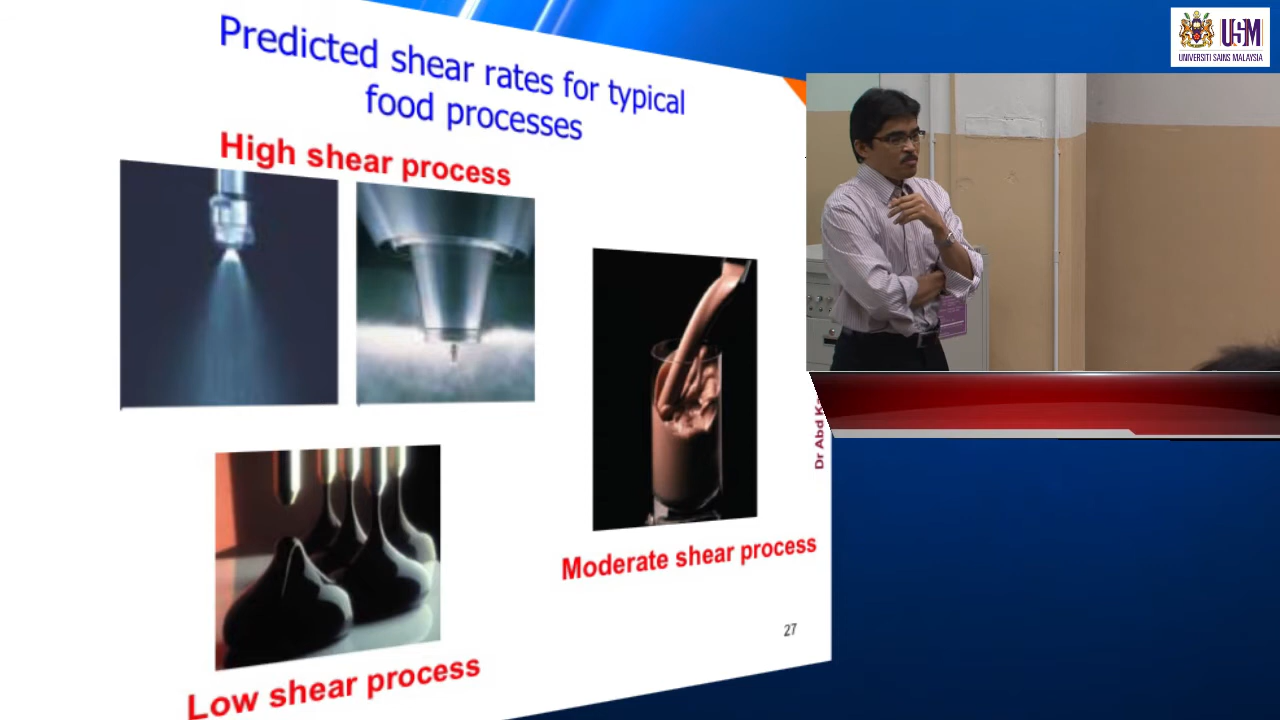 Predicted shear rates for typical
food processes
High shear process
Moderate shear process
Low shear process
27
Dr Abd
USM
UNIVERSITI SAINS MALAYSIA